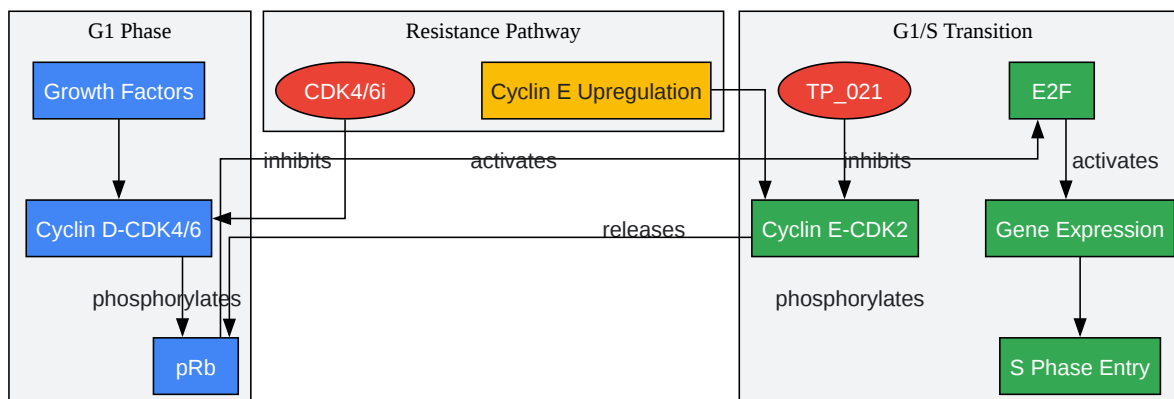 G1 Phase
Resistance Pathway
G1/S Transition
Growth Factors
CDK4/6i
Cyclin E Upregulation
TP_021
E2F
inhibits
activates
inhibits
activates
Cyclin D-CDK4/6
releases
Cyclin E-CDK2
Gene Expression
phosphorylates
phosphorylates
pRb
S Phase Entry